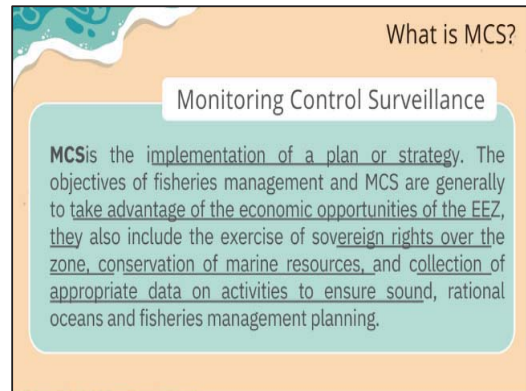 What is MCS?
Monitoring Control Surveillance
MCSis the implementation of a plan or strategy. The
objectives of fisheries management and MCS are generally
to take advantage of the economic opportunities of the EEZ,
they also include the exercise of sovereign rights over the
zone, conservation of marine resources, and collection of
appropriate data on activities to ensure sound, rational
oceans and fisheries management planning.